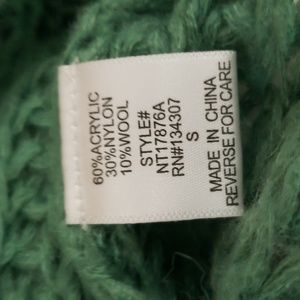 60%ACRYLIC
30%NYLON
10%WOOL
STYLE#
NT17876A
RN#134307
S
MADE IN CHINA
REVERSE FOR CARE